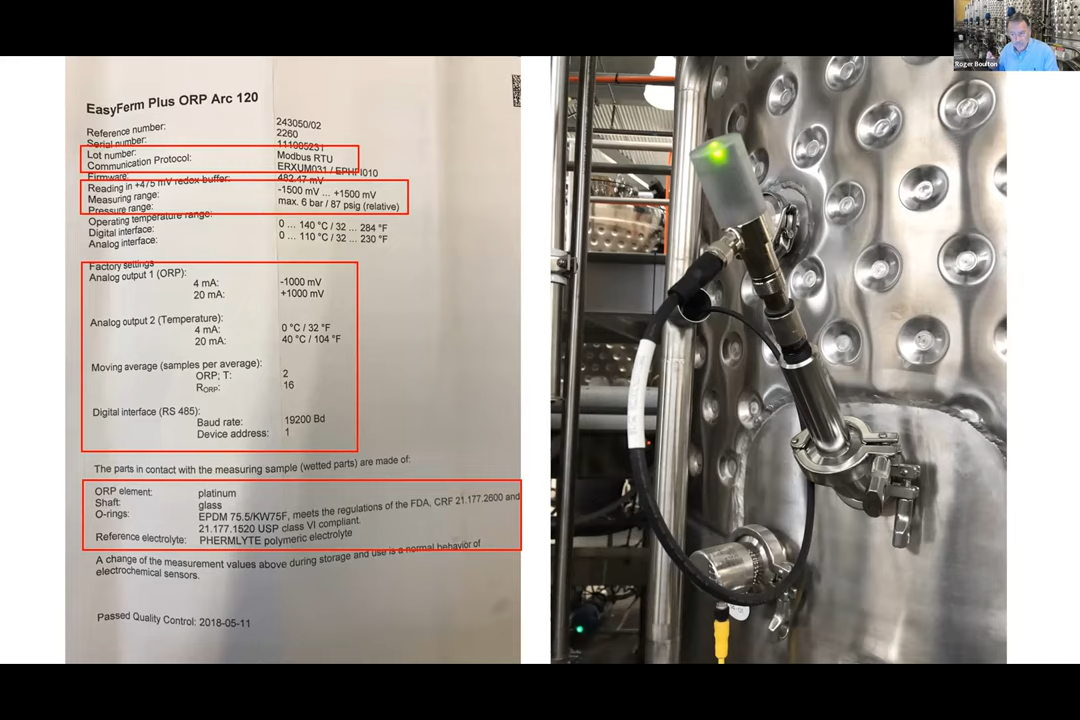 Roger Boulton
EasyFerm Plus ORP Arc 120
Reference number: 243050/02
Serial number: 2260
Lot number: 111005231
Communication Protocol: Modbus RTU
Firmware: ERXUM031 / EPHPI010
Reading in +475 mV redox buffer: 482.47 mV
Measuring range: -1500 mV ... +1500 mV
Pressure range: max. 6 bar / 87 psig (relative)
Operating temperature range:
Digital interface: 0 ... 140 °C / 32 ... 284 °F
Analog interface: 0 ... 110 °C / 32 ... 230 °F
Factory settings
Analog output 1 (ORP):
4 mA: -1000 mV
20 mA: +1000 mV
Analog output 2 (Temperature):
4 mA: 0 °C / 32 °F
20 mA: 40 °C / 104 °F
Moving average (samples per average):
ORP; T: 2
RORP: 16
Digital interface (RS 485):
Baud rate: 19200 Bd
Device address: 1
The parts in contact with the measuring sample (wetted parts) are made of:
ORP element: platinum
Shaft: glass
O-rings: EPDM 75.5/KW75F, meets the regulations of the FDA, CRF 21.177.2600 and
21.177.1520 USP class VI compliant.
Reference electrolyte: PHERMLYTE polymeric electrolyte
A change of the measurement values above during storage and use is a normal behavior of
electrochemical sensors.
Passed Quality Control: 2018-05-11